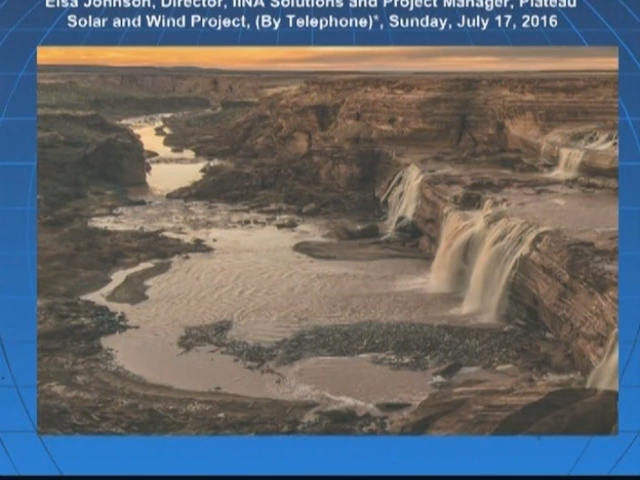 Elsa Johnson, Director, IINA Solutions and Project Manager, Plateau
Solar and Wind Project, (By Telephone)*, Sunday, July 17, 2016